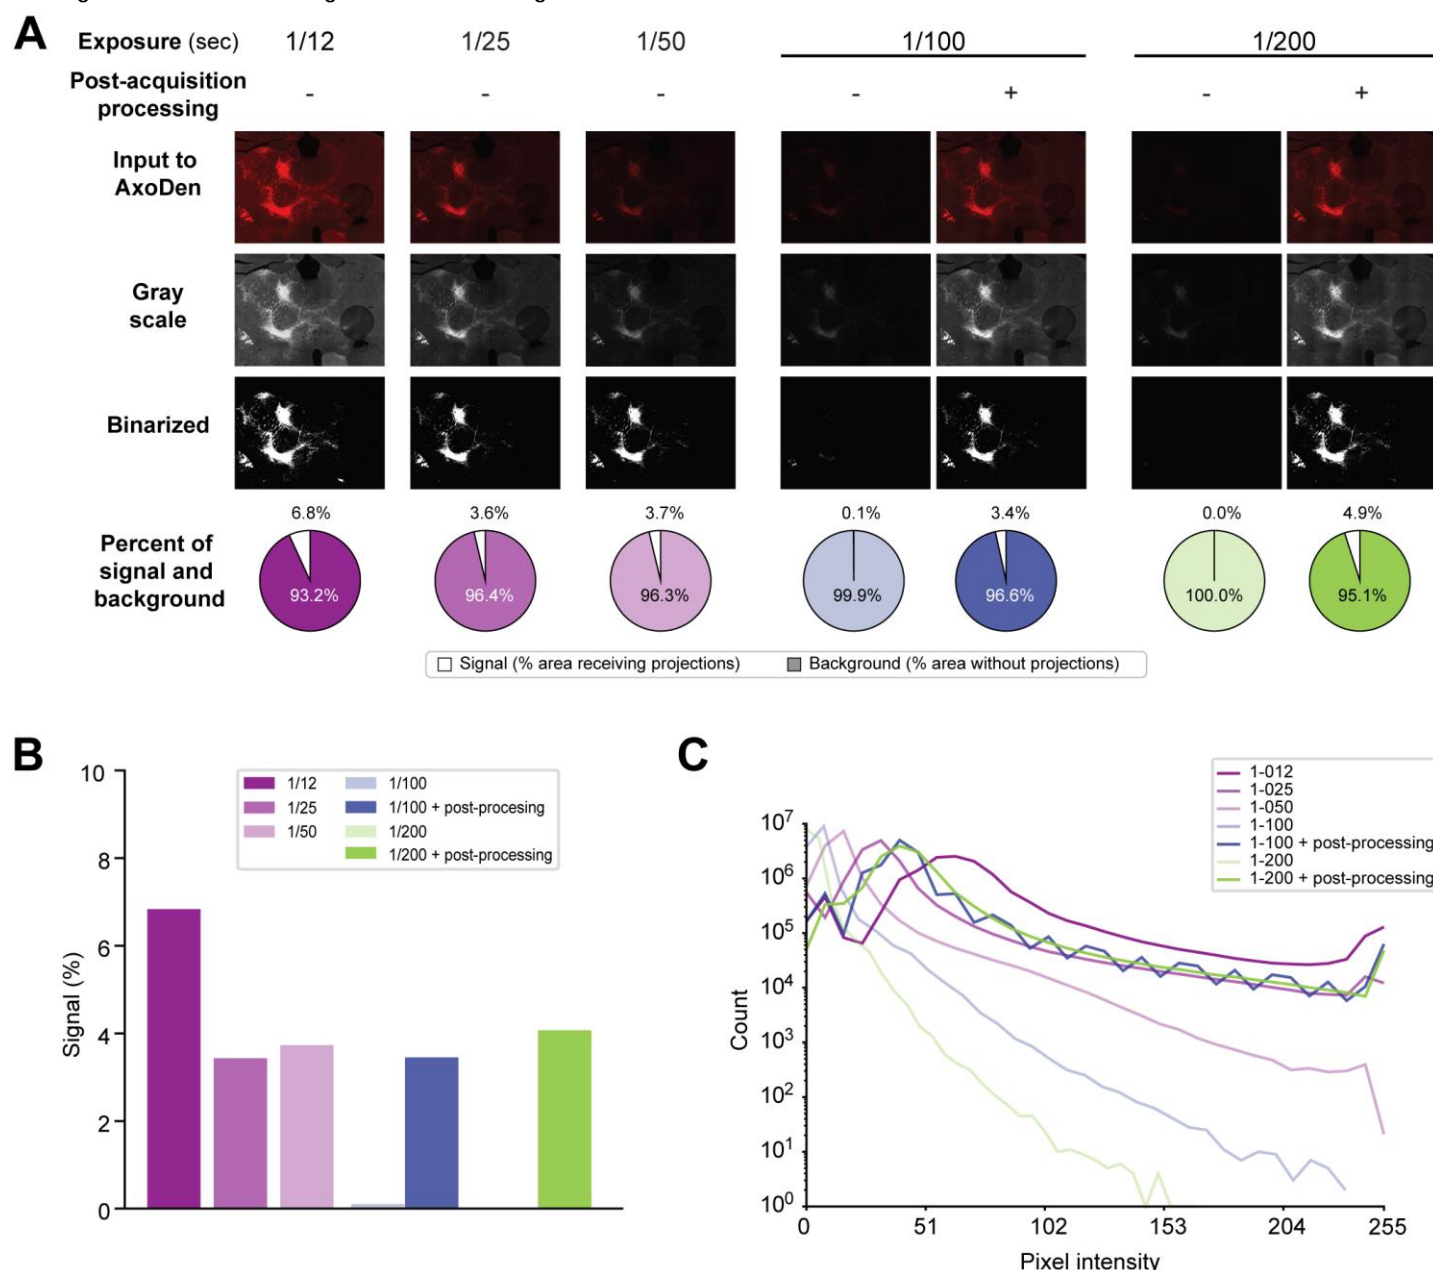 A
Exposure (sec) 1/12 1/25 1/50 1/100 1/200
Post-acquisition
processing - - - - + - +
Input to
AxoDen
Gray
scale
Binarized
6.8% 3.6% 3.7% 0.1% 3.4% 0.0% 4.9%
Percent of
signal and
background
93.2% 96.4% 96.3% 99.9% 96.6% 100.0% 95.1%
Signal (% area receiving projections) Background (% area without projections)
B
10
8
6
4
2
0
Signal (%)
1/12
1/25
1/50
1/100
1/100 + post-procesing
1/200
1/200 + post-processing
C
1-012
1-025
1-050
1-100
1-100 + post-processing
1-200
1-200 + post-processing
10⁷
10⁶
10⁵
10⁴
10³
10²
10¹
10⁰
Count
0 51 102 153 204 255
Pixel intensity